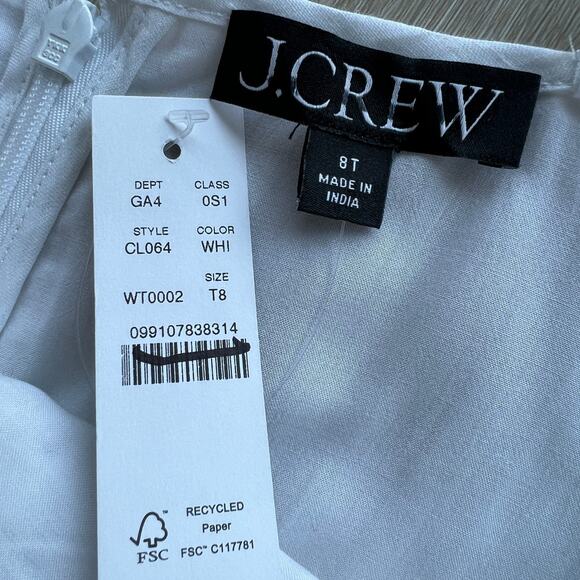 J.CREW
8T
MADE IN
INDIA
DEPT CLASS
GA4 0S1
STYLE COLOR
CL064 WHI
SIZE
WT0002 T8
099107838314
RECYCLED
Paper
FSC™ C117781
FSC